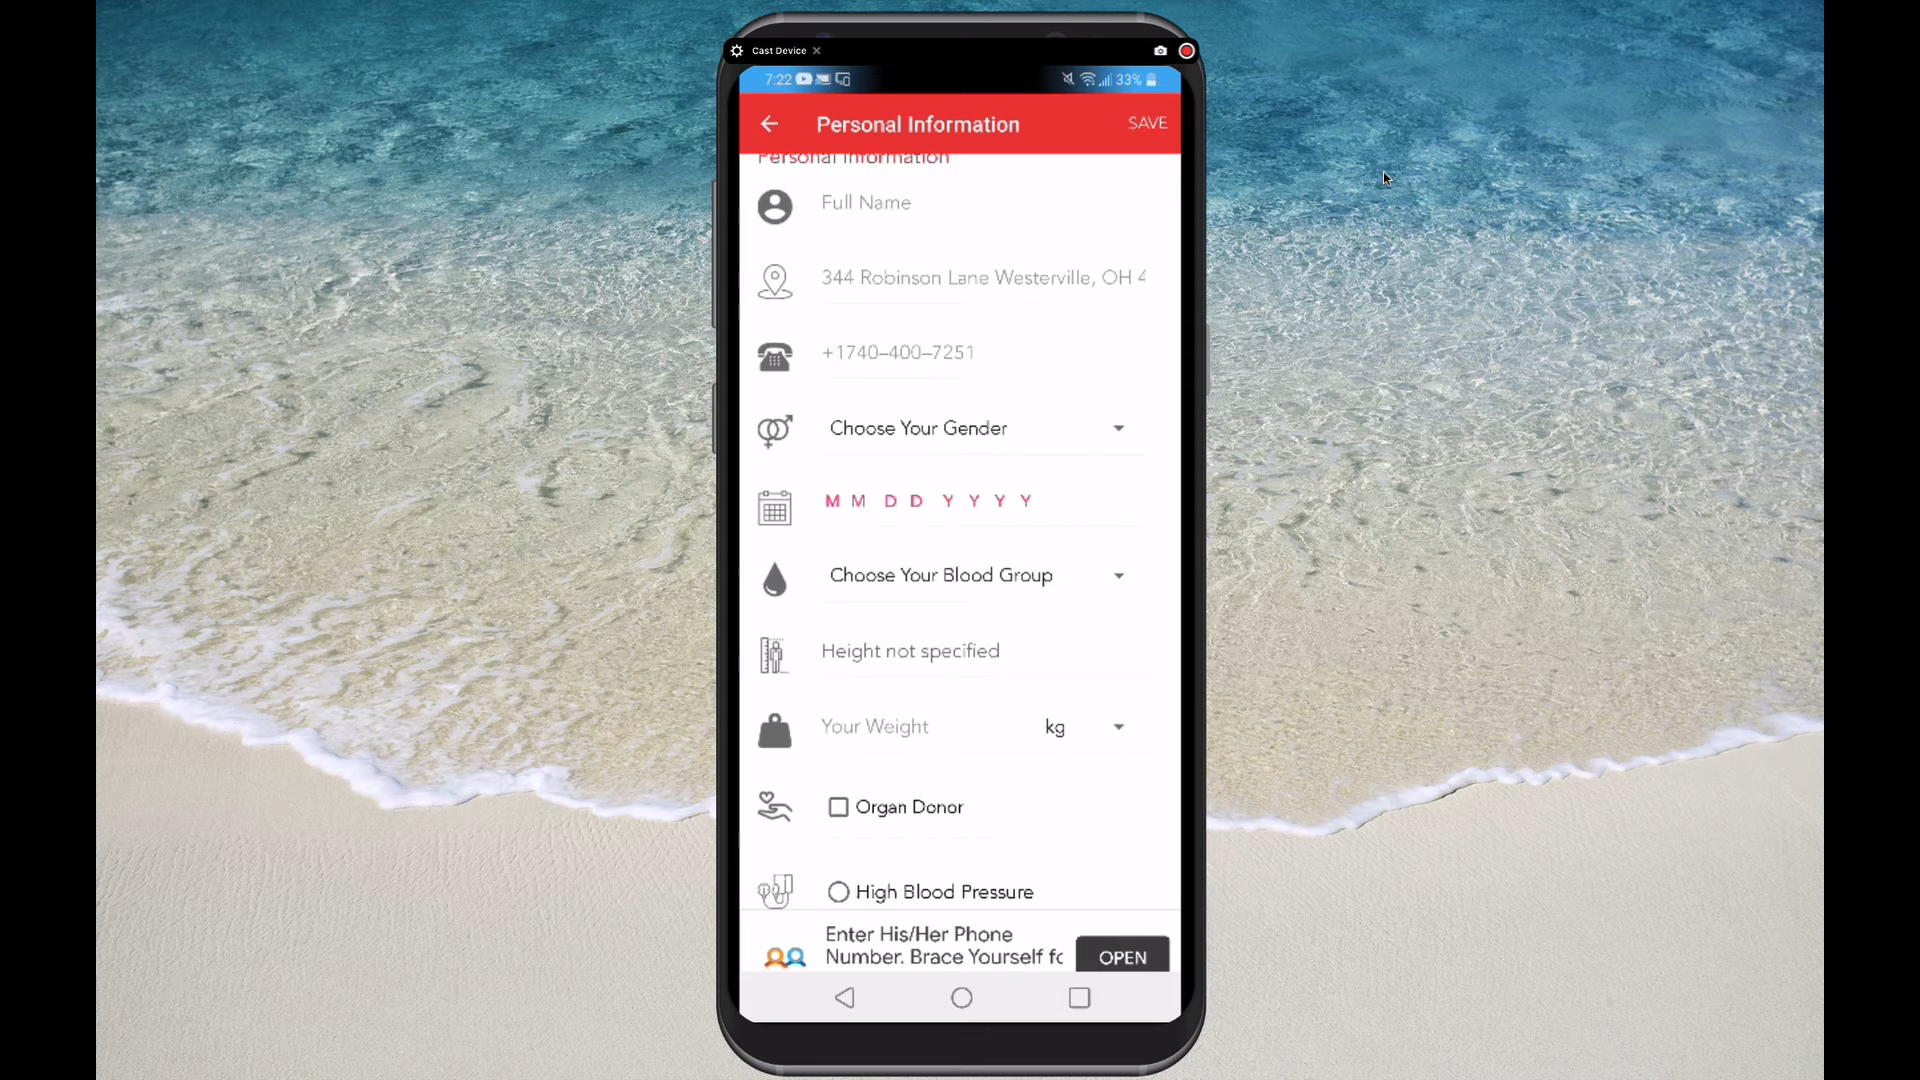 Cast Device
7:22
33%
Personal Information
SAVE
Personal Information
Full Name
344 Robinson Lane Westerville, OH 4
+1740–400–7251
Choose Your Gender
M M D D Y Y Y Y
Choose Your Blood Group
Height not specified
Your Weight
kg
Organ Donor
High Blood Pressure
Enter His/Her Phone
Number. Brace Yourself fo
OPEN